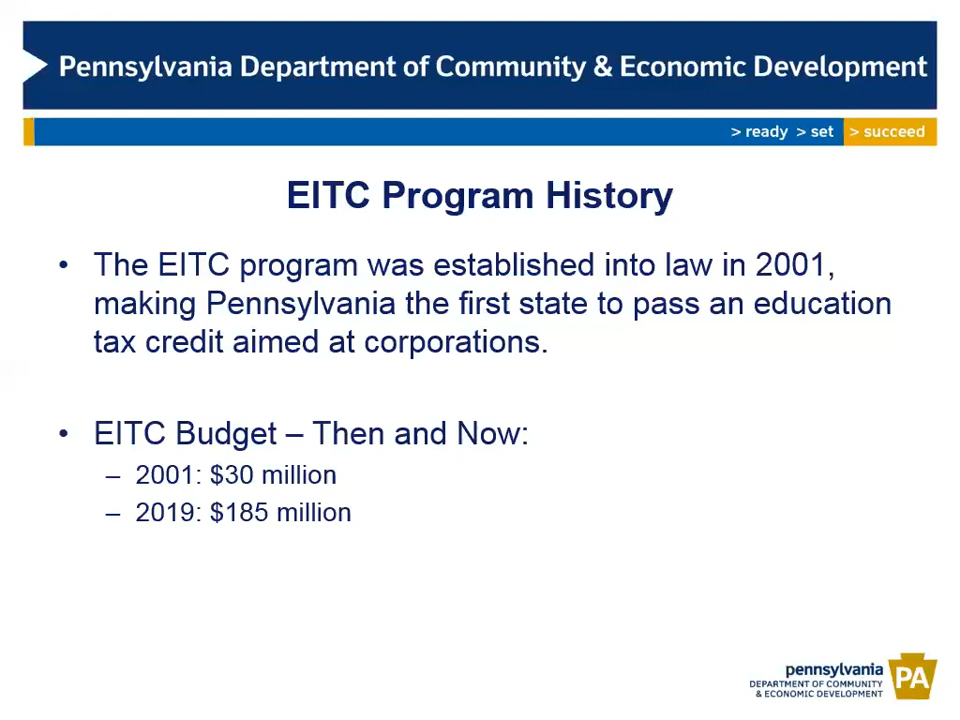 Pennsylvania Department of Community & Economic Development
> ready > set > succeed
EITC Program History
• The EITC program was established into law in 2001,
making Pennsylvania the first state to pass an education
tax credit aimed at corporations.
• EITC Budget – Then and Now:
– 2001: $30 million
– 2019: $185 million
pennsylvania
DEPARTMENT OF COMMUNITY
& ECONOMIC DEVELOPMENT
PA